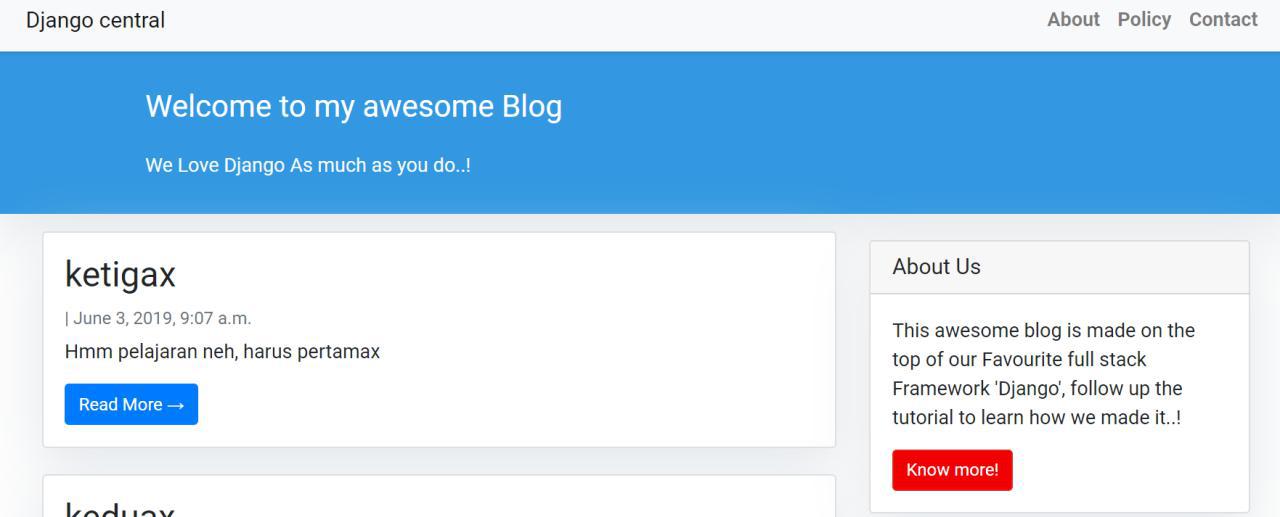 Django central
About Policy Contact
Welcome to my awesome Blog
We Love Django As much as you do..!
ketigax
| June 3, 2019, 9:07 a.m.
Hmm pelajaran neh, harus pertamax
Read More →
keduax
About Us
This awesome blog is made on the
top of our Favourite full stack
Framework 'Django', follow up the
tutorial to learn how we made it..!
Know more!